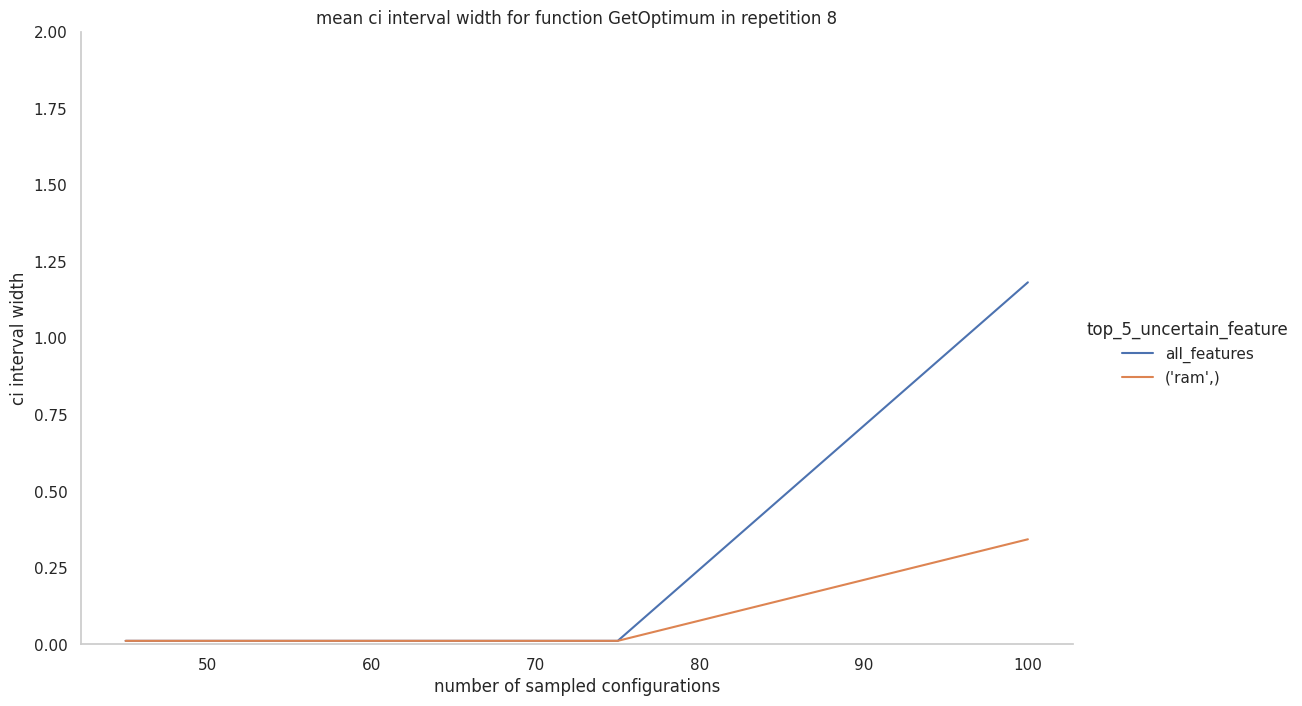 mean ci interval width for function GetOptimum in repetition 8
2.00
1.75
1.50
1.25
1.00
0.75
0.50
0.25
0.00
ci interval width
50 60 70 80 90 100
number of sampled configurations
top_5_uncertain_feature
all_features
('ram',)